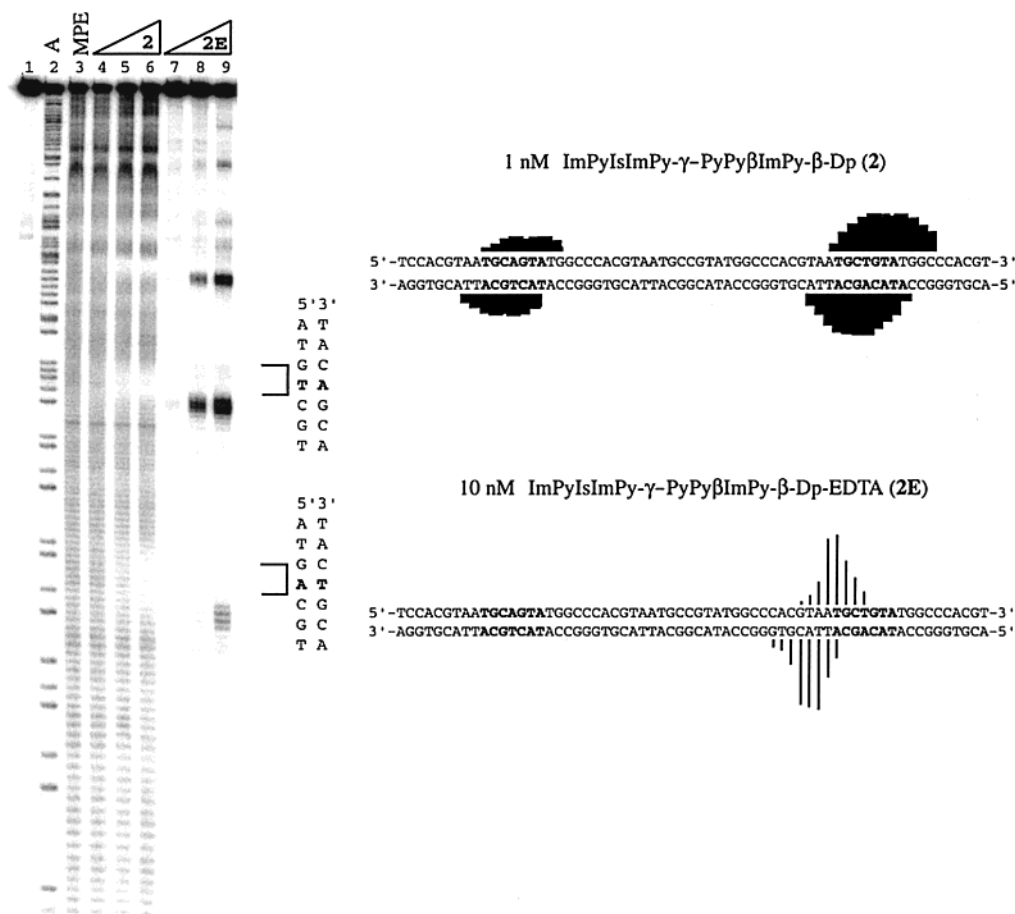 A MPE 2 2E
1 2 3 4 5 6 7 8 9
5'3'
A T
T A
G C
T A
C G
G C
T A
5'3'
A T
T A
G C
A T
C G
G C
T A
1 nM ImPyIsImPy-γ–PyPyβImPy-β-Dp (2)
5'-TCCACGTAATGCAGTATGGCCCACGTAATGCCGTATGGCCCACGTAATGCTGTATGGCCCACGT-3'
3'-AGGTGCATTACGTCATACCGGGTGCATTACGGCATACCGGGTGCATTACGACATACCGGGTGCA-5'
10 nM ImPyIsImPy-γ–PyPyβImPy-β-Dp-EDTA (2E)
5'-TCCACGTAATGCAGTATGGCCCACGTAATGCCGTATGGCCCACGTAATGCTGTATGGCCCACGT-3'
3'-AGGTGCATTACGTCATACCGGGTGCATTACGGCATACCGGGTGCATTACGACATACCGGGTGCA-5'